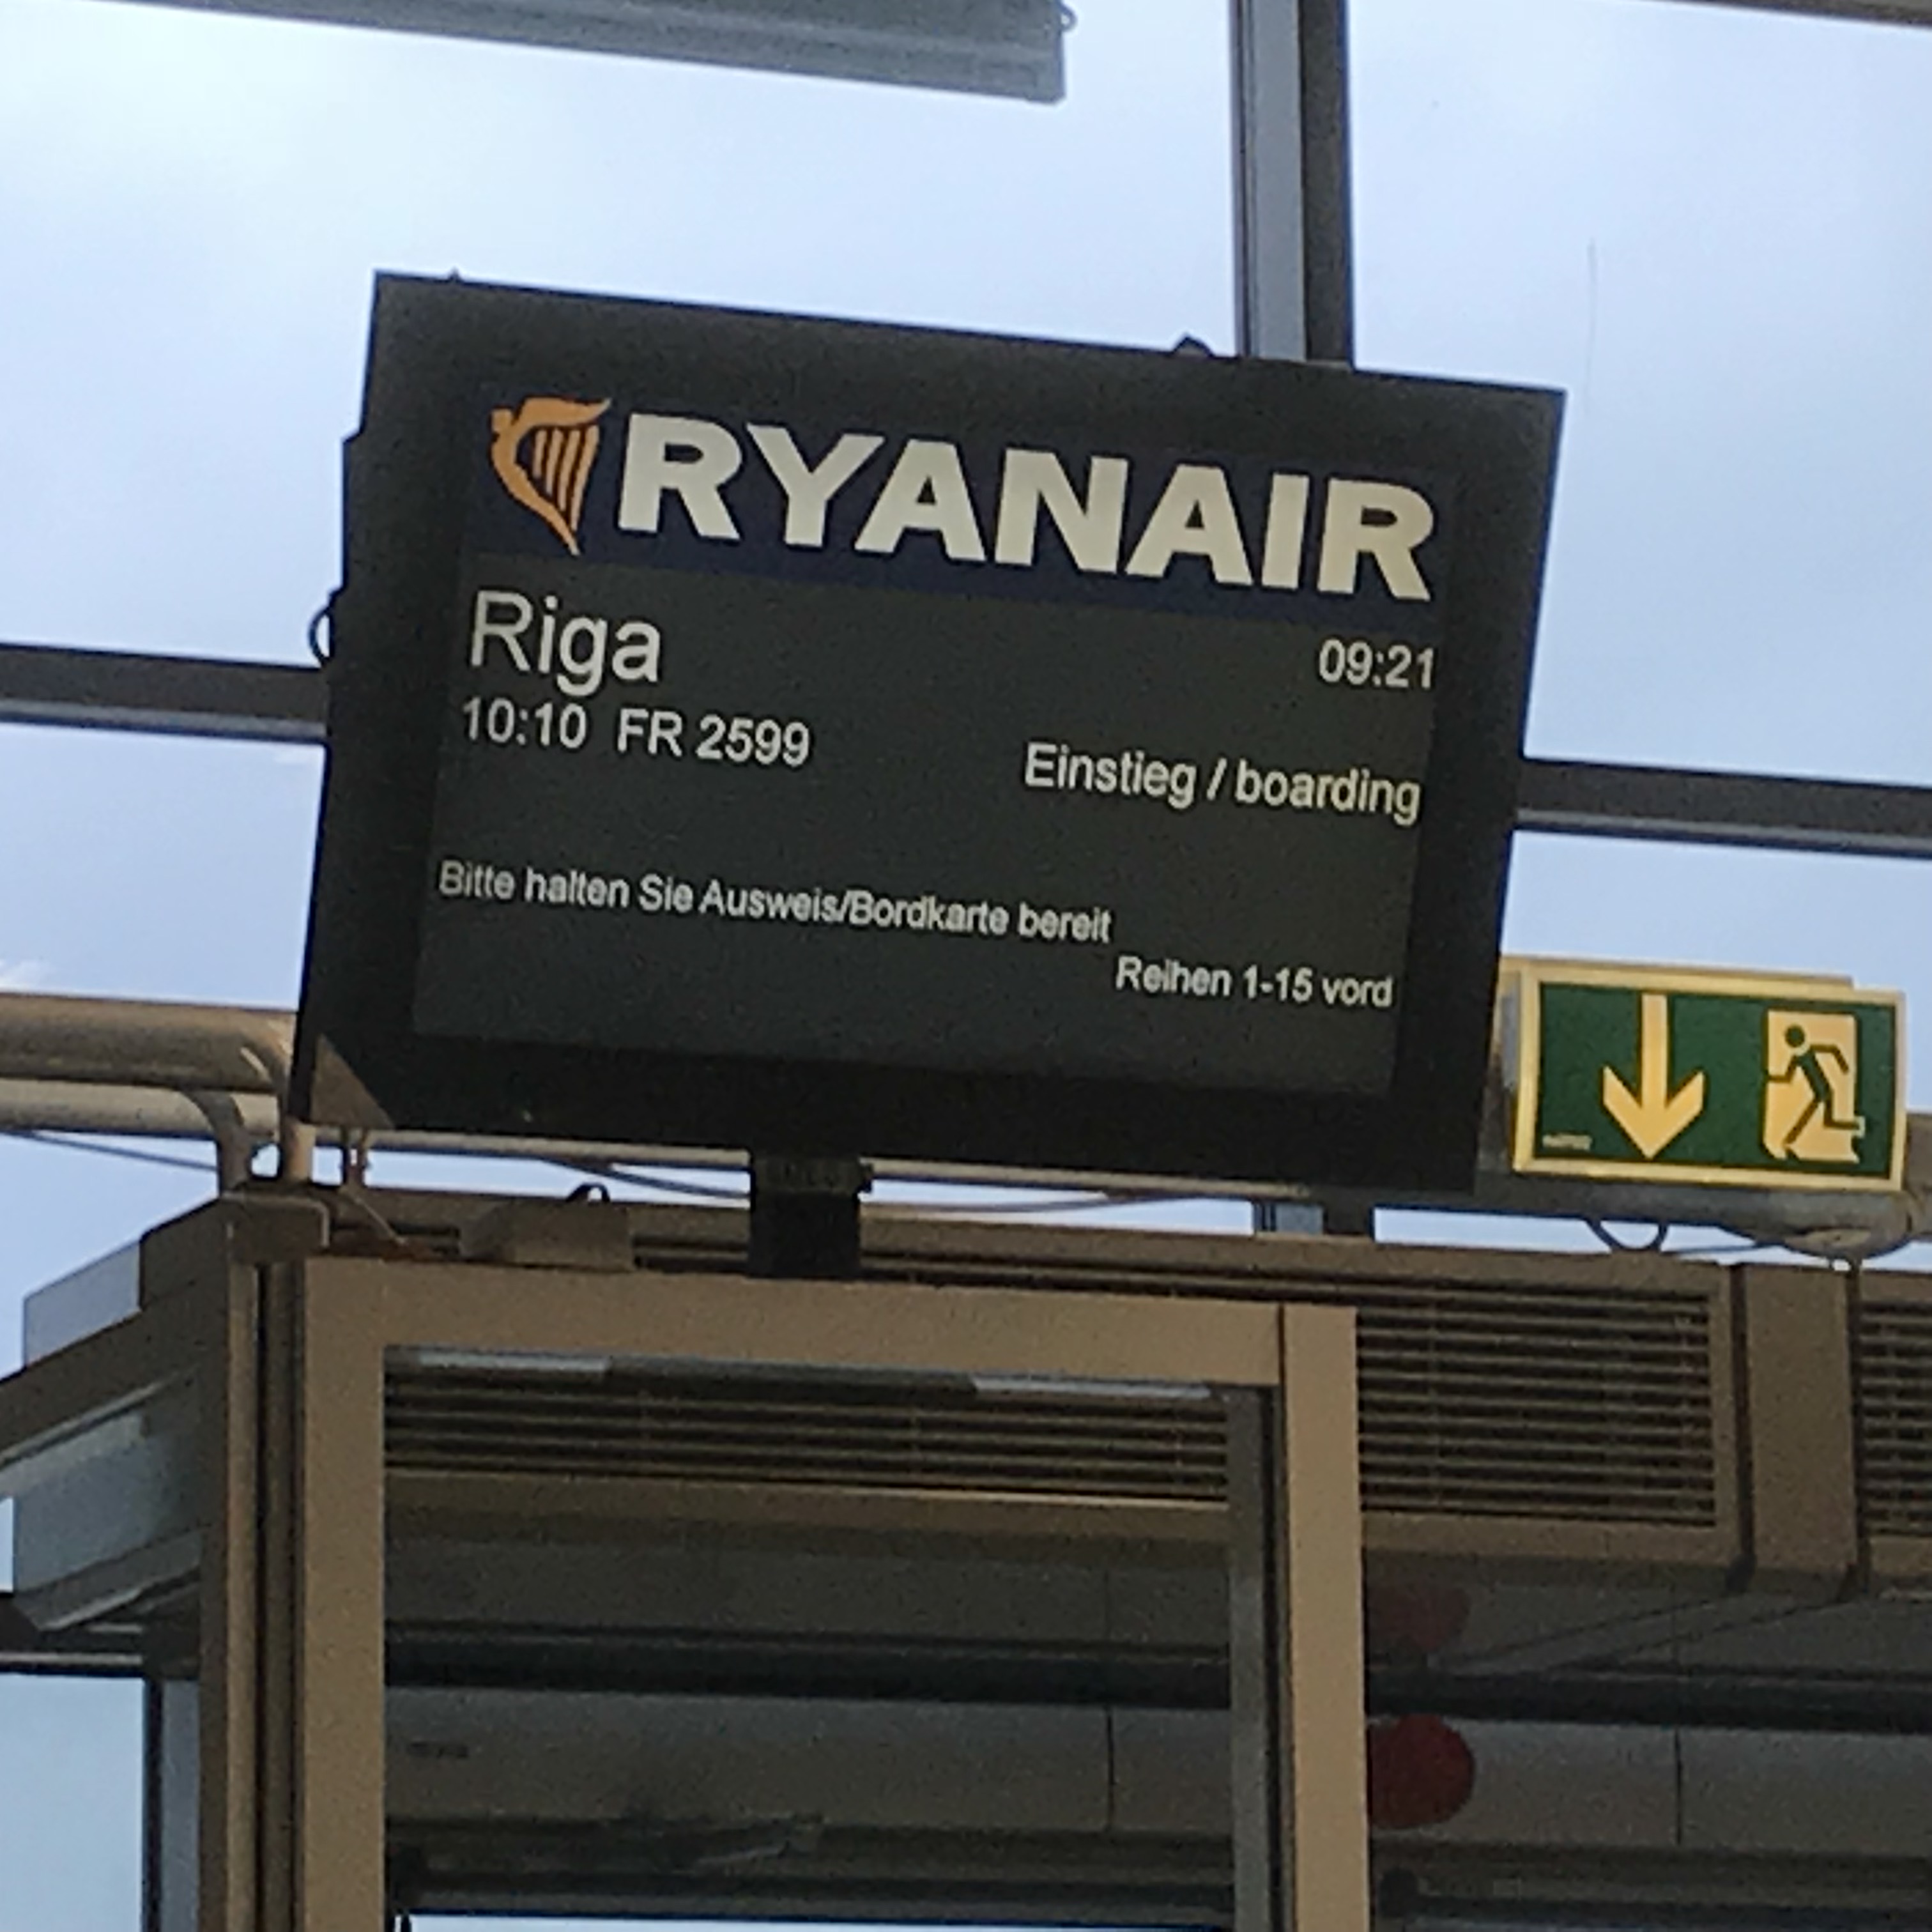 RYANAIR
Riga
09:21
10:10 FR 2599
Einstieg / boarding
Bitte halten Sie Ausweis/Bordkarte bereit
Reihen 1-15 vord